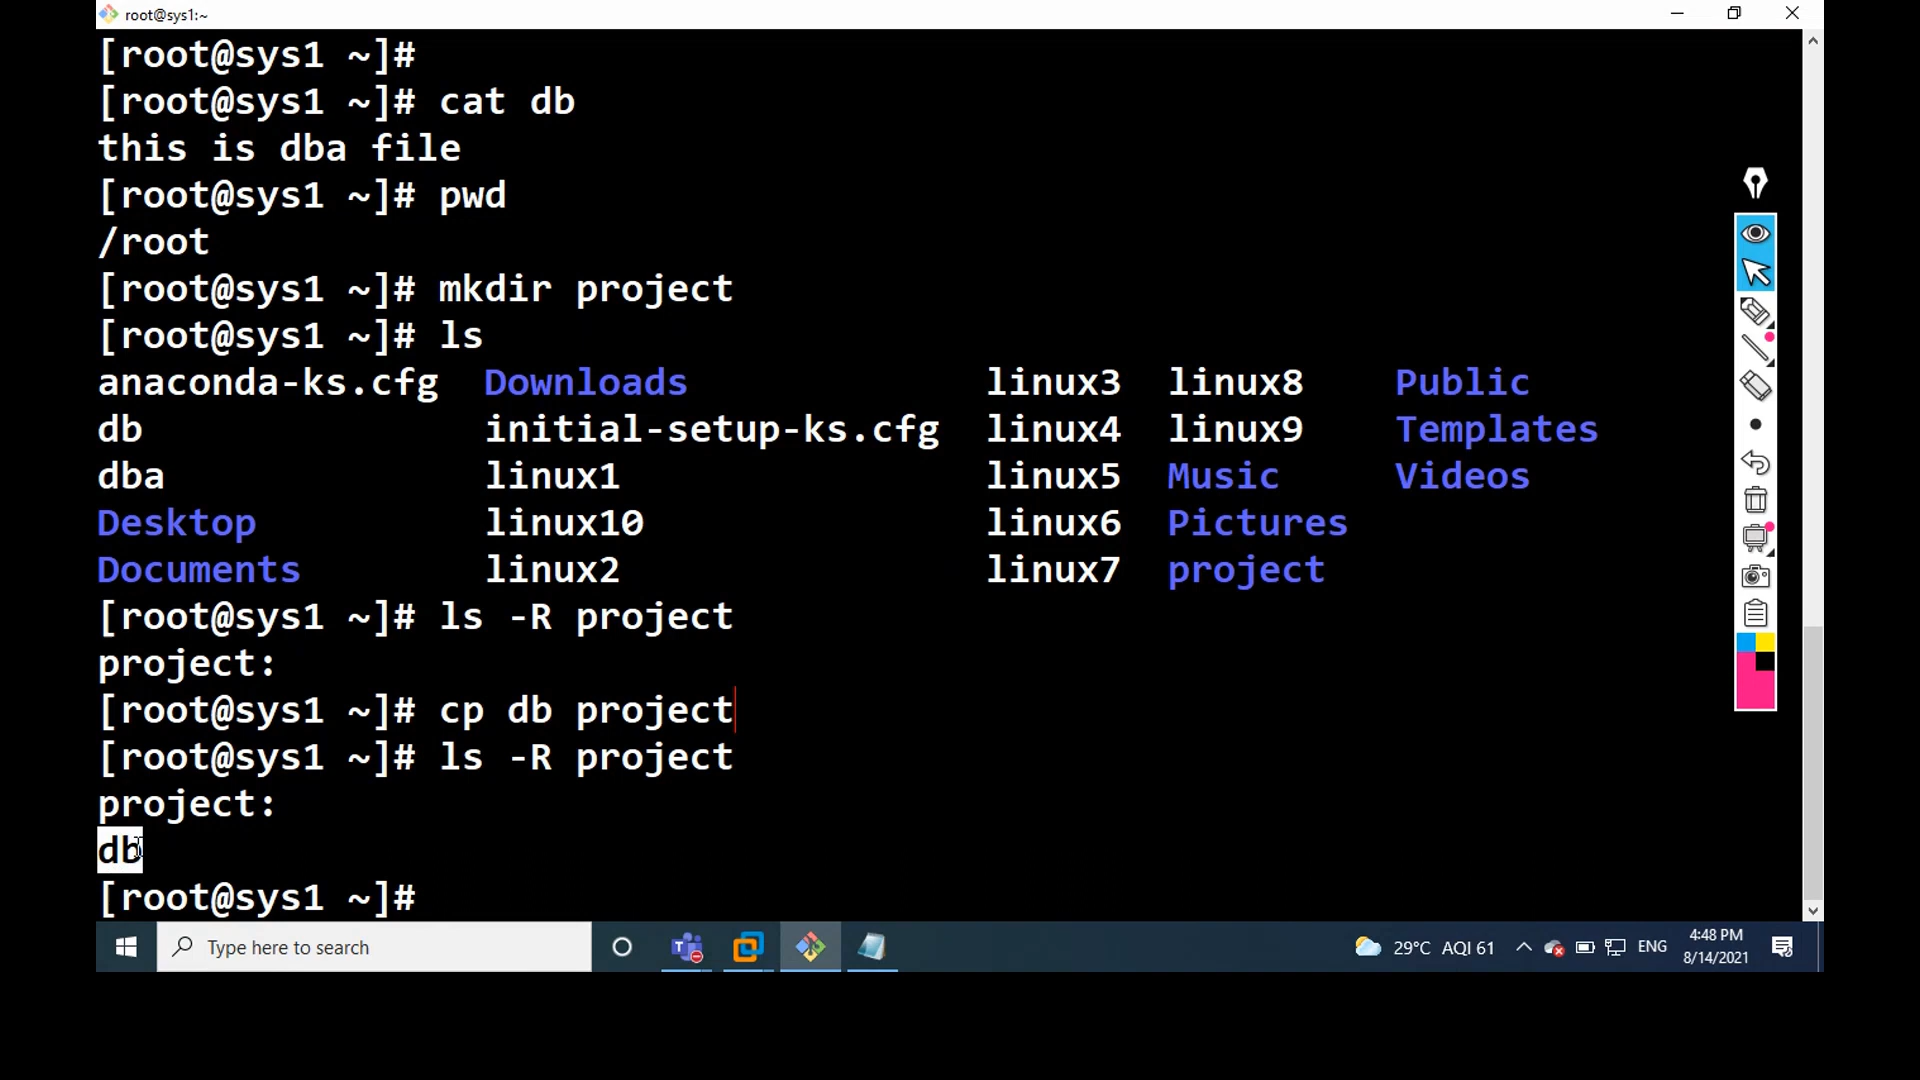 root@sys1:~
[root@sys1 ~]#
[root@sys1 ~]# cat db
this is dba file
[root@sys1 ~]# pwd
/root
[root@sys1 ~]# mkdir project
[root@sys1 ~]# ls
anaconda-ks.cfg Downloads linux3 linux8 Public
db initial-setup-ks.cfg linux4 linux9 Templates
dba linux1 linux5 Music Videos
Desktop linux10 linux6 Pictures
Documents linux2 linux7 project
[root@sys1 ~]# ls -R project
project:
[root@sys1 ~]# cp db project
[root@sys1 ~]# ls -R project
project:
db
[root@sys1 ~]#
Type here to search
29°C AQI 61
ENG
4:48 PM
8/14/2021